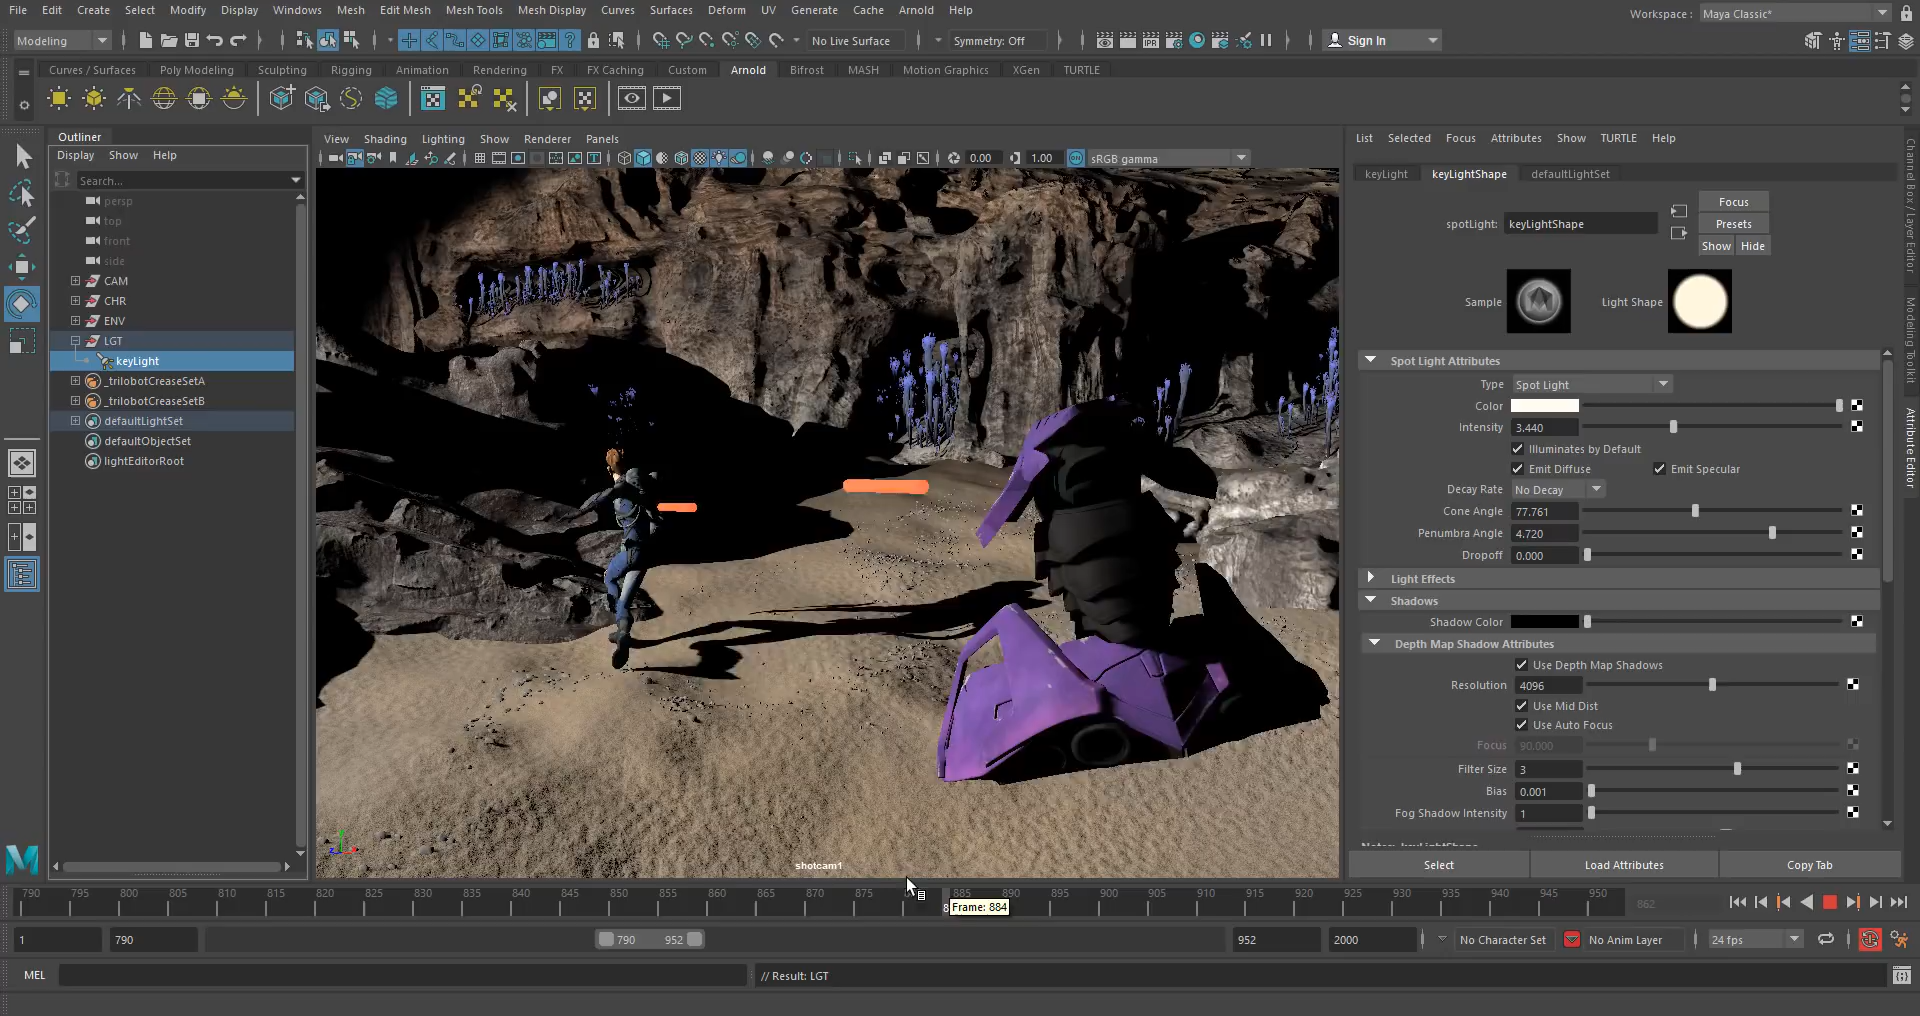 File Edit Create Select Modify Display Windows Mesh Edit Mesh Mesh Tools Mesh Display Curves Surfaces Deform UV Generate Cache Arnold Help
Workspace : Maya Classic*
Modeling No Live Surface Symmetry: Off Sign In
Curves / Surfaces Poly Modeling Sculpting Rigging Animation Rendering FX FX Caching Custom Arnold Bifrost MASH Motion Graphics XGen TURTLE
IPR
Outliner
Display Show Help
Search...
persp
top
front
side
CAM
CHR
ENV
LGT
keyLight
_trilobotCreaseSetA
_trilobotCreaseSetB
defaultLightSet
defaultObjectSet
lightEditorRoot
View Shading Lighting Show Renderer Panels
0.00 1.00 sRGB gamma
shotcam1
List Selected Focus Attributes Show TURTLE Help
keyLight keyLightShape defaultLightSet
Focus
spotLight: keyLightShape
Presets
Show Hide
Sample Light Shape
Spot Light Attributes
Type Spot Light
Color
Intensity 3.440
Illuminates by Default
Emit Diffuse Emit Specular
Decay Rate No Decay
Cone Angle 77.761
Penumbra Angle 4.720
Dropoff 0.000
Light Effects
Shadows
Shadow Color
Depth Map Shadow Attributes
Use Depth Map Shadows
Resolution 4096
Use Mid Dist
Use Auto Focus
Focus 90.000
Filter Size 3
Bias 0.001
Fog Shadow Intensity 1
Select Load Attributes Copy Tab
Channel Box / Layer Editor
Modeling Toolkit
Attribute Editor
790 795 800 805 810 815 820 825 830 835 840 845 850 855 860 865 870 875 885 890 895 900 905 910 915 920 925 930 935 940 945 950
Frame: 884
862
1 790 790 952 952 2000 No Character Set No Anim Layer 24 fps
MEL // Result: LGT